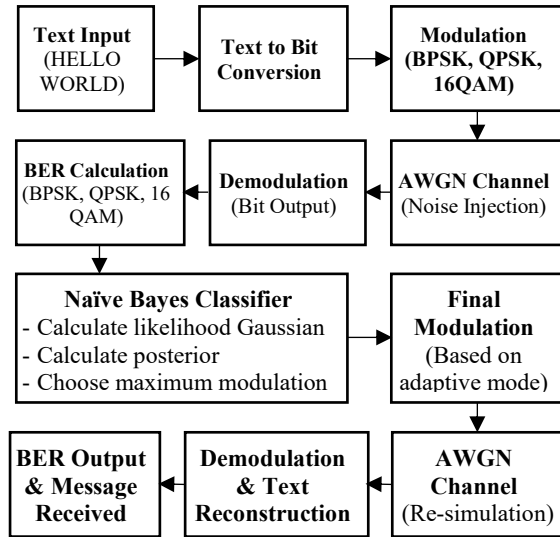 Text Input
(HELLO
WORLD)
Text to Bit
Conversion
Modulation
(BPSK, QPSK,
16QAM)
BER Calculation
(BPSK, QPSK, 16
QAM)
Demodulation
(Bit Output)
AWGN Channel
(Noise Injection)
Naïve Bayes Classifier
- Calculate likelihood Gaussian
- Calculate posterior
- Choose maximum modulation
Final
Modulation
(Based on
adaptive mode)
BER Output
& Message
Received
Demodulation
& Text
Reconstruction
AWGN
Channel
(Re-simulation)